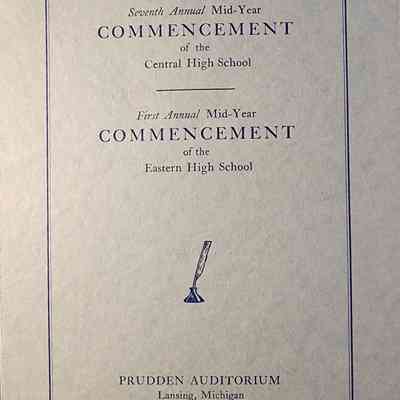 Seventh Annual Mid-Year
COMMENCEMENT
of the
Central High School
First Annual Mid-Year
COMMENCEMENT
of the
Eastern High School
PRUDDEN AUDITORIUM
Lansing, Michigan